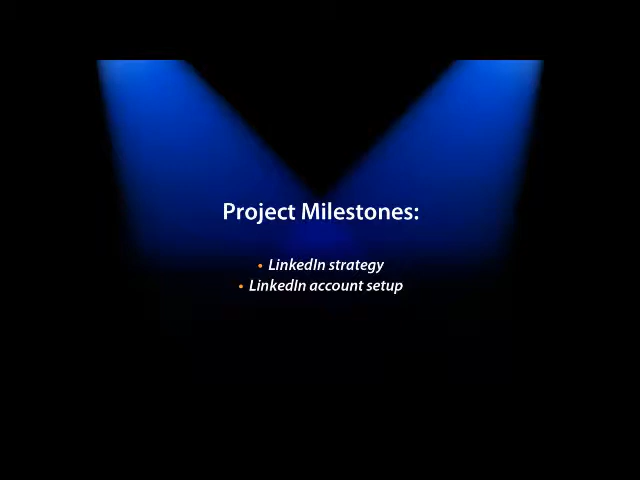 Project Milestones:
• LinkedIn strategy
• LinkedIn account setup